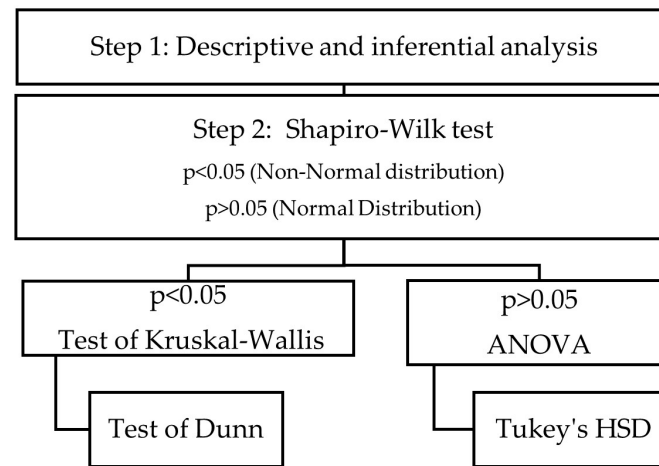 Step 1: Descriptive and inferential analysis
Step 2: Shapiro-Wilk test
p<0.05 (Non-Normal distribution)
p>0.05 (Normal Distribution)
p<0.05
Test of Kruskal-Wallis
p>0.05
ANOVA
Test of Dunn
Tukey's HSD